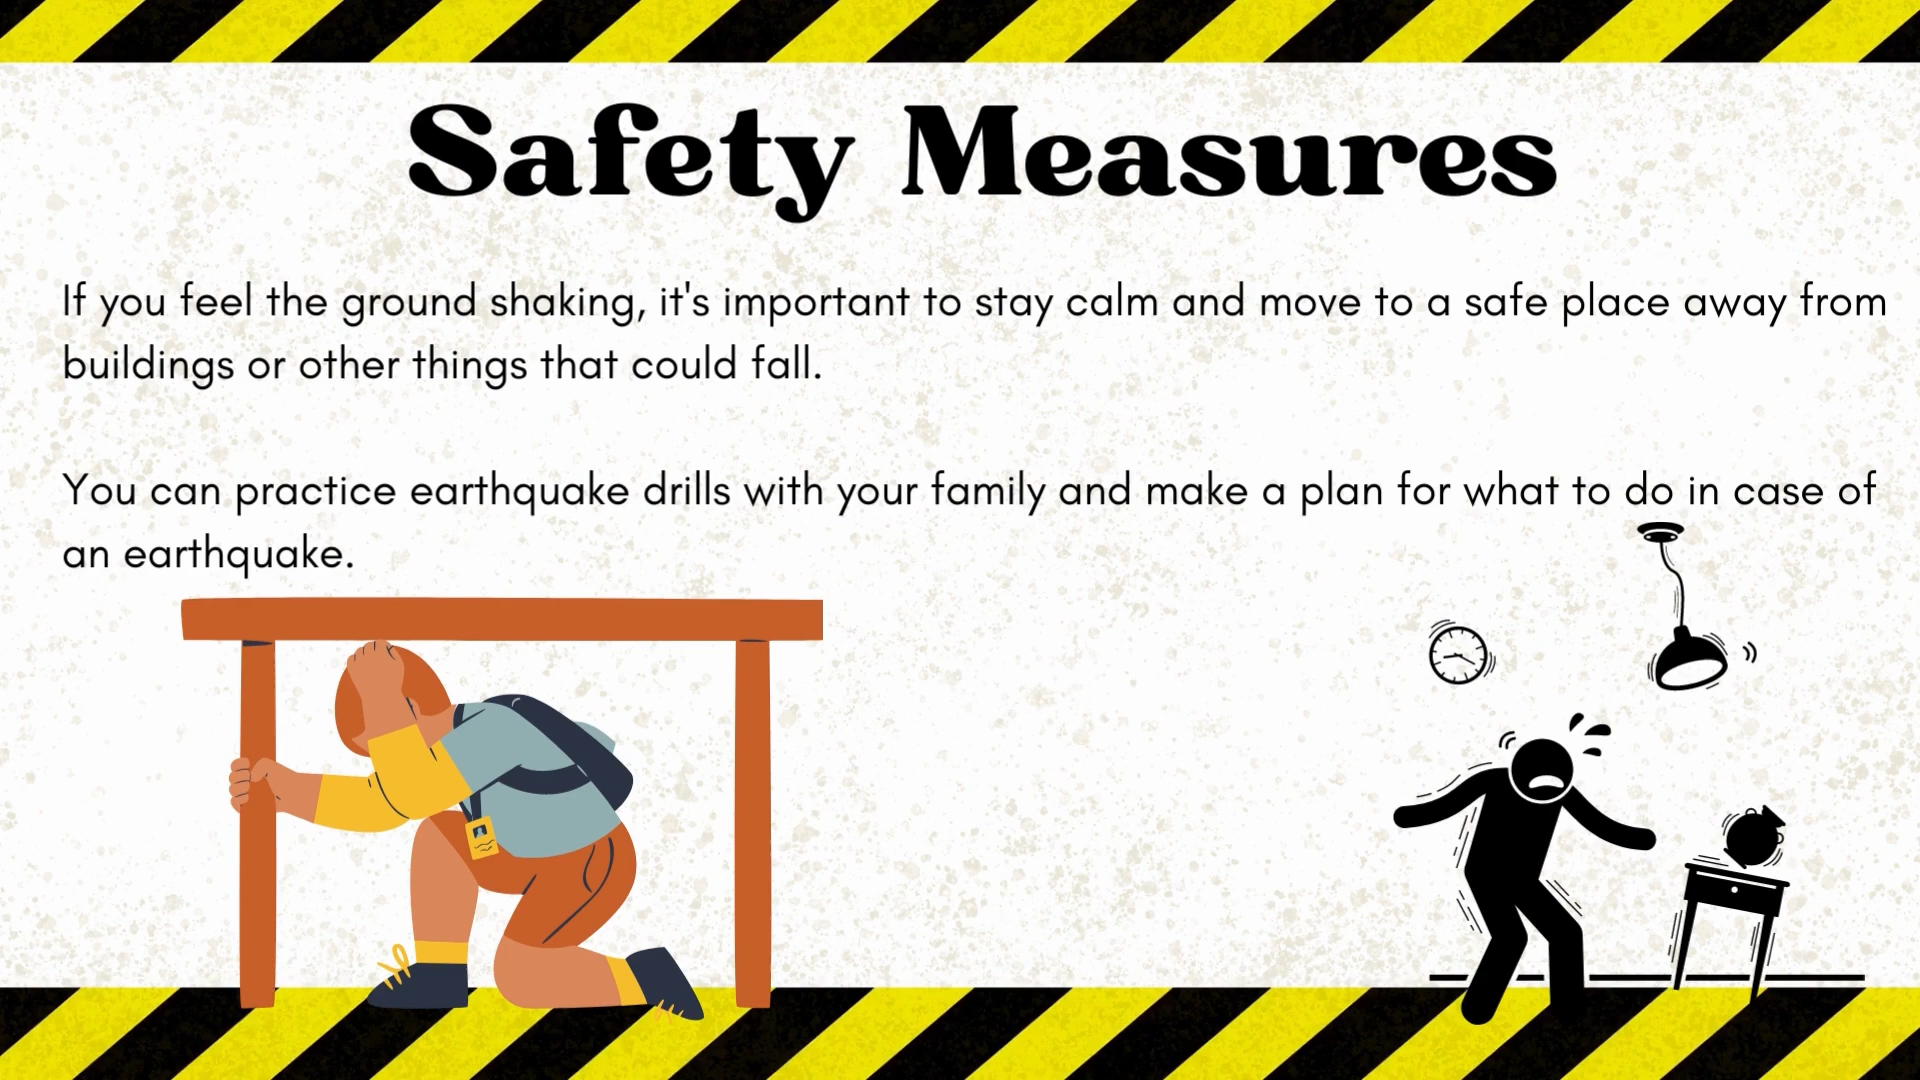 Safety Measures
If you feel the ground shaking, it's important to stay calm and move to a safe place away from
buildings or other things that could fall.
You can practice earthquake drills with your family and make a plan for what to do in case of
an earthquake.